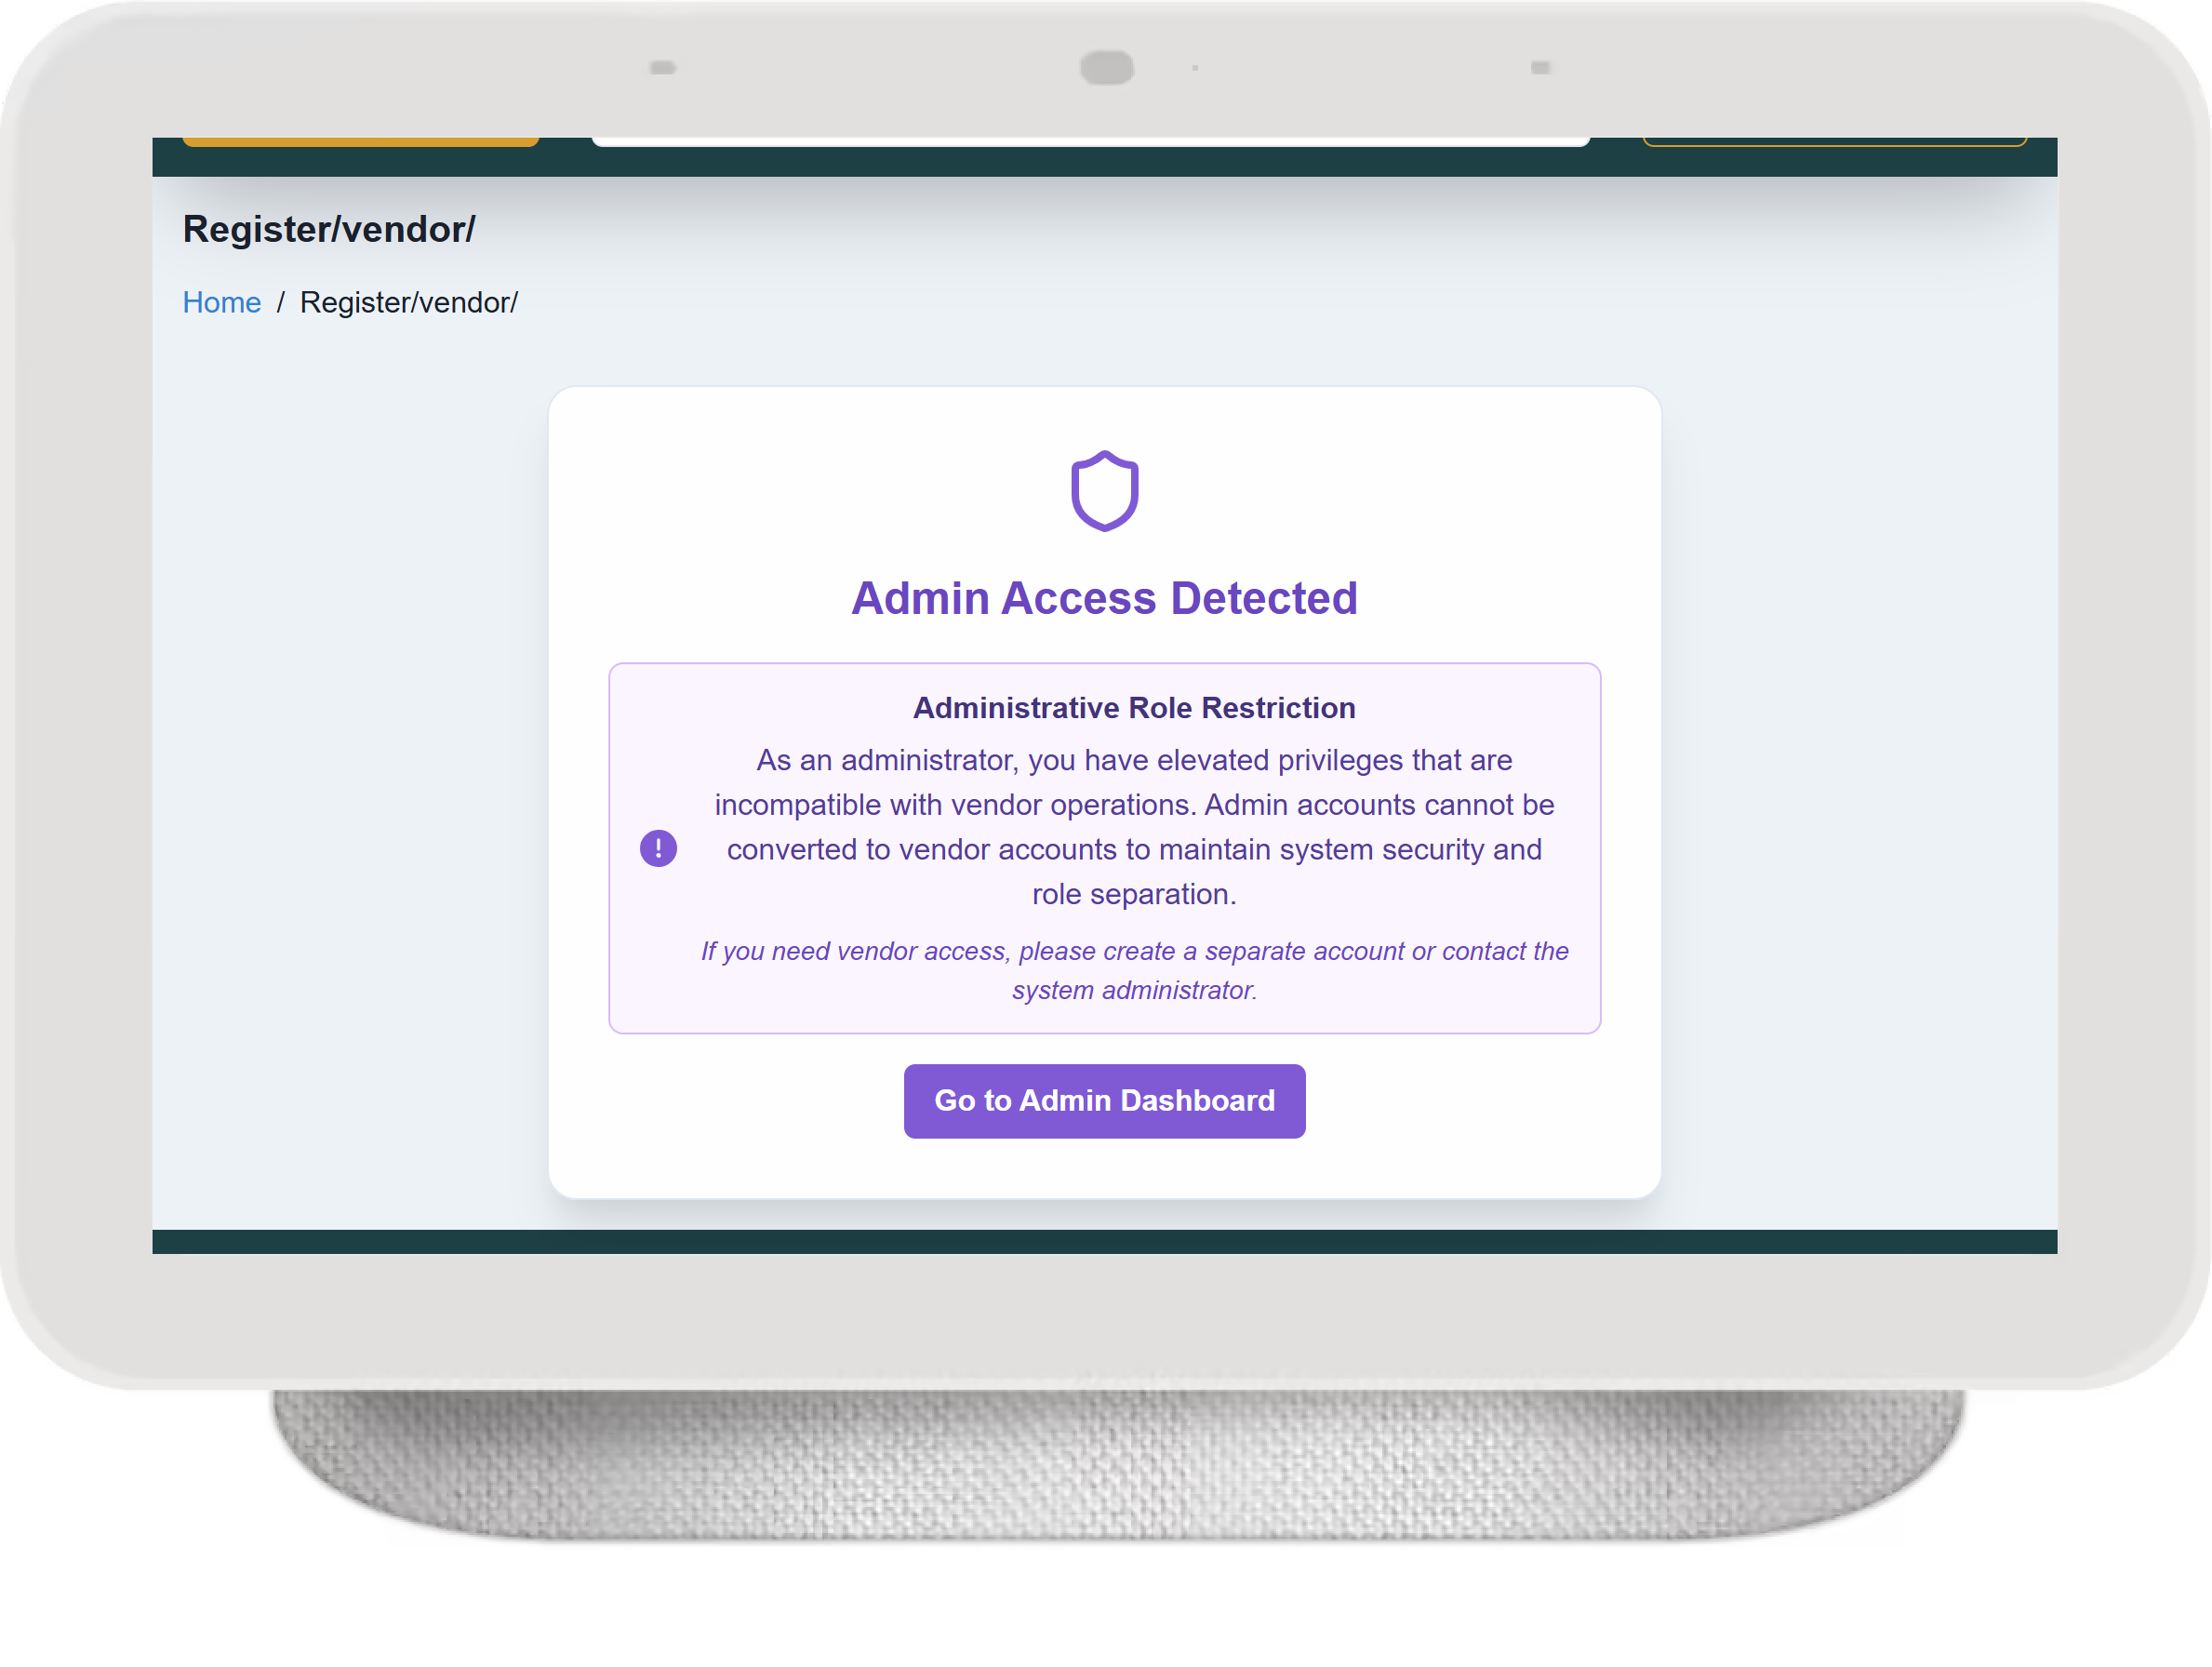 Register/vendor/
Home / Register/vendor/
Admin Access Detected
Administrative Role Restriction
As an administrator, you have elevated privileges that are
incompatible with vendor operations. Admin accounts cannot be
converted to vendor accounts to maintain system security and
role separation.
If you need vendor access, please create a separate account or contact the
system administrator.
Go to Admin Dashboard